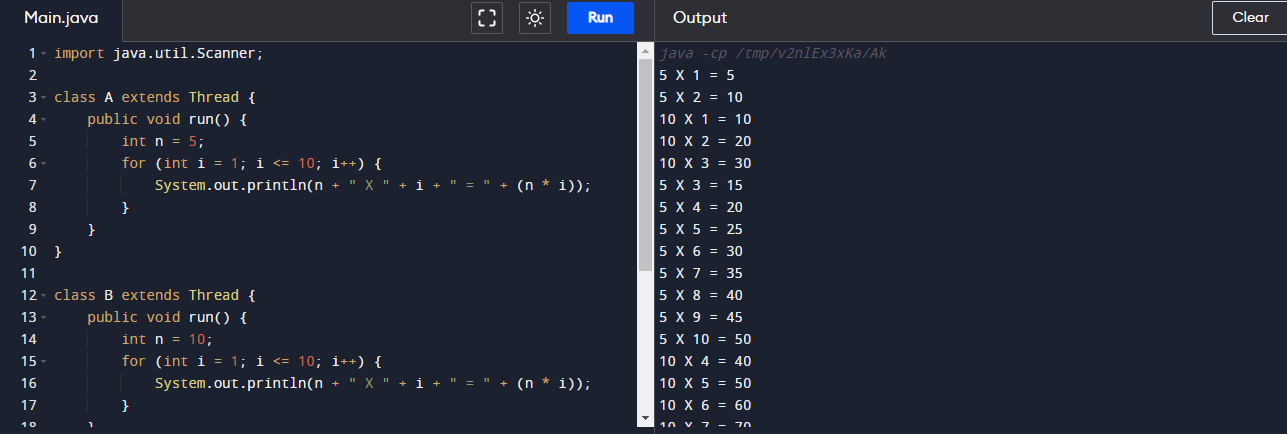 Main.java
Run
Output
Clear
1 import java.util.Scanner;
2
3 class A extends Thread {
4 public void run() {
5 int n = 5;
6 for (int i = 1; i <= 10; i++) {
7 System.out.println(n + " X " + i + " = " + (n * i));
8 }
9 }
10 }
11
12 class B extends Thread {
13 public void run() {
14 int n = 10;
15 for (int i = 1; i <= 10; i++) {
16 System.out.println(n + " X " + i + " = " + (n * i));
17 }
18 }
java -cp /tmp/v2nlEx3xKa/Ak
5 X 1 = 5
5 X 2 = 10
10 X 1 = 10
10 X 2 = 20
10 X 3 = 30
5 X 3 = 15
5 X 4 = 20
5 X 5 = 25
5 X 6 = 30
5 X 7 = 35
5 X 8 = 40
5 X 9 = 45
5 X 10 = 50
10 X 4 = 40
10 X 5 = 50
10 X 6 = 60
10 X 7 = 70